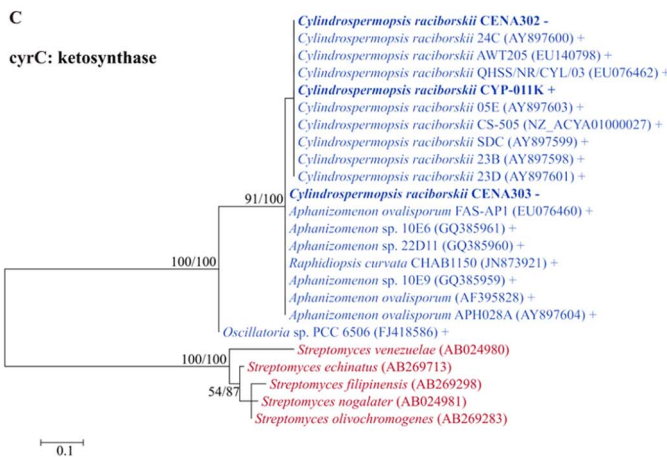 C
cyrC: ketosynthase
Cylindrospermopsis raciborskii CENA302 -
Cylindrospermopsis raciborskii 24C (AY897600) +
Cylindrospermopsis raciborskii AWT205 (EU140798) +
Cylindrospermopsis raciborskii QHSS/NR/CYL/03 (EU076462) +
Cylindrospermopsis raciborskii CYP-011K +
Cylindrospermopsis raciborskii 05E (AY897603) +
Cylindrospermopsis raciborskii CS-505 (NZ_ACYA01000027) +
Cylindrospermopsis raciborskii SDC (AY897599) +
Cylindrospermopsis raciborskii 23B (AY897598) +
Cylindrospermopsis raciborskii 23D (AY897601) +
Cylindrospermopsis raciborskii CENA303 -
91/100
Aphanizomenon ovalisporum FAS-AP1 (EU076460) +
Aphanizomenon sp. 10E6 (GQ385961) +
Aphanizomenon sp. 22D11 (GQ385960) +
Raphidiopsis curvata CHAB1150 (JN873921) +
100/100
Aphanizomenon sp. 10E9 (GQ385959) +
Aphanizomenon ovalisporum (AF395828) +
Aphanizomenon ovalisporum APH028A (AY897604) +
Oscillatoria sp. PCC 6506 (FJ418586) +
Streptomyces venezuelae (AB024980)
100/100
Streptomyces echinatus (AB269713)
Streptomyces filipinensis (AB269298)
54/87
Streptomyces nogalater (AB024981)
Streptomyces olivochromogenes (AB269283)
0.1